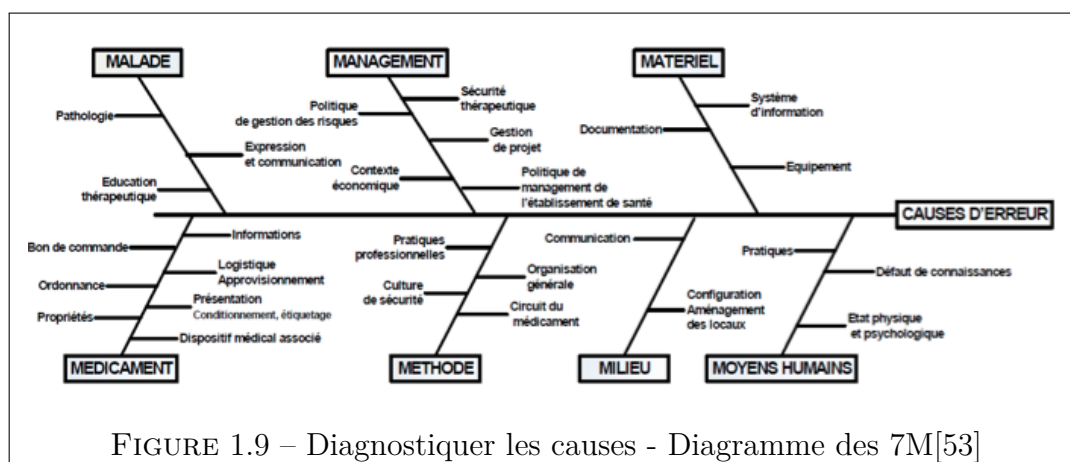 MALADE
MANAGEMENT
MATERIEL
Pathologie
Expression
et communication
Education
thérapeutique
Politique
de gestion des risques
Sécurité
thérapeutique
Gestion
de projet
Contexte
économique
Politique de
management de
l'établissement de santé
Système
d'information
Documentation
Equipement
CAUSES D'ERREUR
Bon de commande
Informations
Ordonnance
Logistique
Approvisionnement
Propriétés
Présentation
Conditionnement, étiquetage
Dispositif médical associé
Pratiques
professionnelles
Organisation
générale
Culture
de sécurité
Circuit du
médicament
Communication
Configuration
Aménagement
des locaux
Pratiques
Défaut de connaissances
Etat physique
et psychologique
MEDICAMENT
METHODE
MILIEU
MOYENS HUMAINS
FIGURE 1.9 – Diagnostiquer les causes - Diagramme des 7M[53]